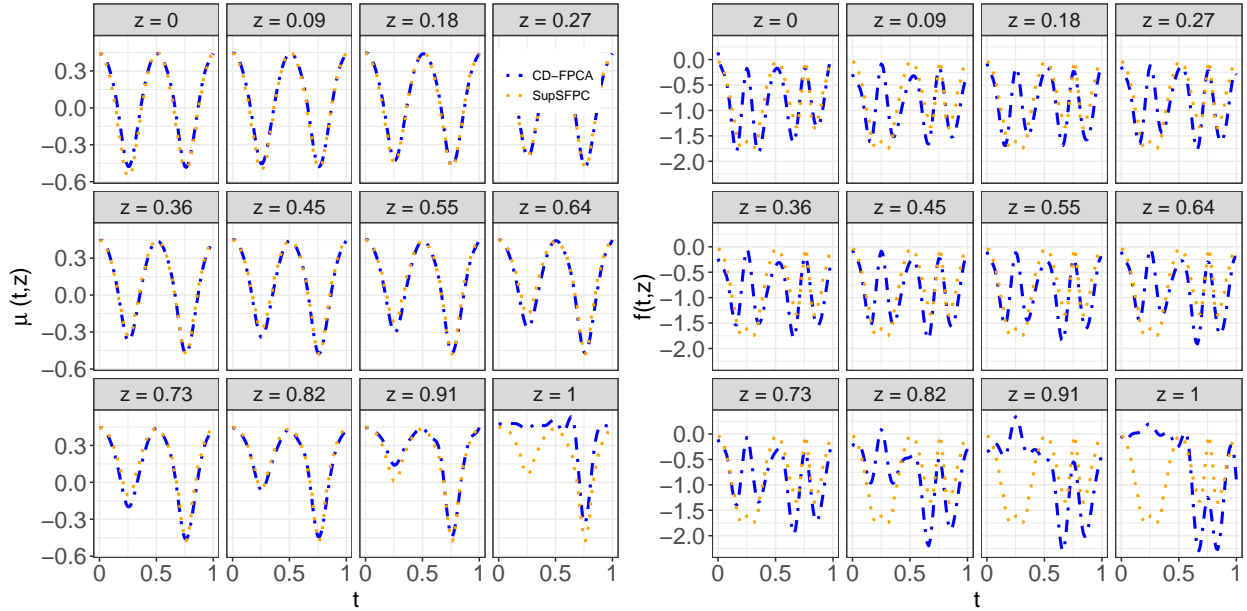 z = 0 z = 0.09 z = 0.18 z = 0.27
0.3
0.0
−0.3
−0.6
CD−FPCA
SupSFPC
z = 0.36 z = 0.45 z = 0.55 z = 0.64
0.3
0.0
−0.3
−0.6
z = 0.73 z = 0.82 z = 0.91 z = 1
0.3
0.0
−0.3
−0.6
0 0.5 1 0 0.5 1 0 0.5 1 0 0.5 1
t
μ (t,z)
z = 0 z = 0.09 z = 0.18 z = 0.27
0.0
−0.5
−1.0
−1.5
−2.0
z = 0.36 z = 0.45 z = 0.55 z = 0.64
0.0
−0.5
−1.0
−1.5
−2.0
z = 0.73 z = 0.82 z = 0.91 z = 1
0.0
−0.5
−1.0
−1.5
−2.0
0 0.5 1 0 0.5 1 0 0.5 1 0 0.5 1
t
f(t,z)